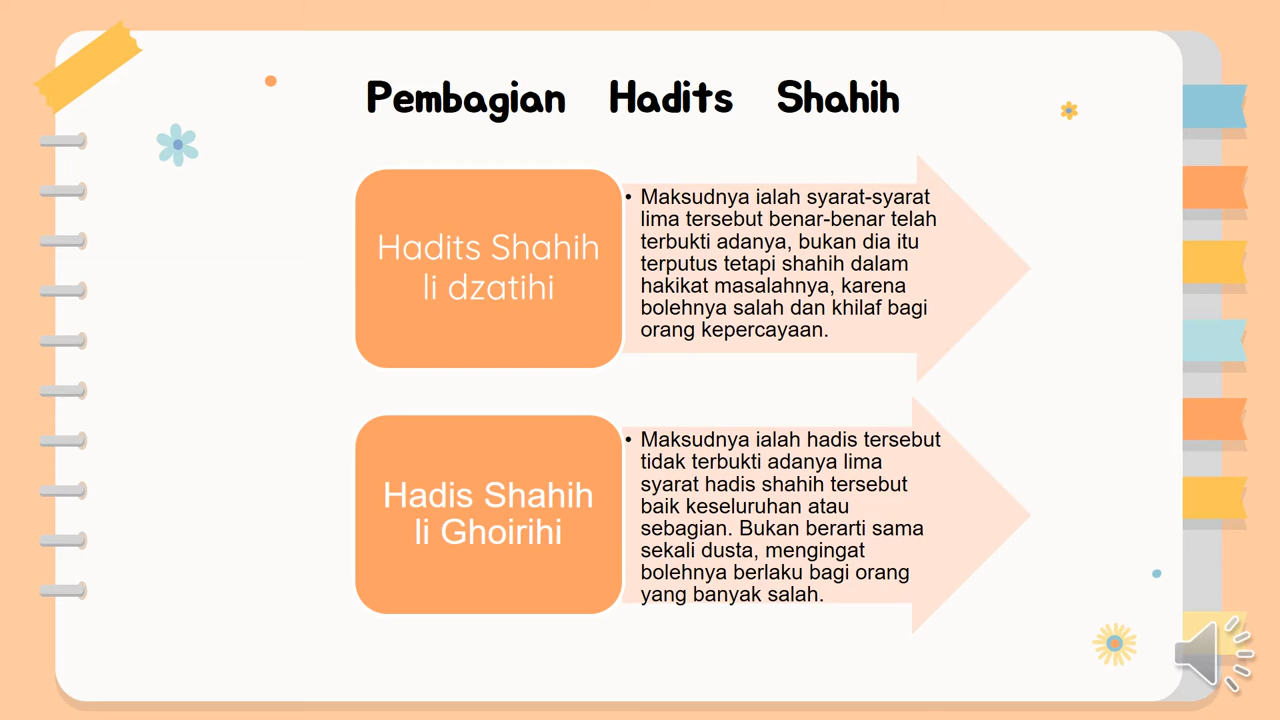 Pembagian Hadits Shahih
Hadits Shahih
li dzatihi
• Maksudnya ialah syarat-syarat
lima tersebut benar-benar telah
terbukti adanya, bukan dia itu
terputus tetapi shahih dalam
hakikat masalahnya, karena
bolehnya salah dan khilaf bagi
orang kepercayaan.
Hadis Shahih
li Ghoirihi
• Maksudnya ialah hadis tersebut
tidak terbukti adanya lima
syarat hadis shahih tersebut
baik keseluruhan atau
sebagian. Bukan berarti sama
sekali dusta, mengingat
bolehnya berlaku bagi orang
yang banyak salah.